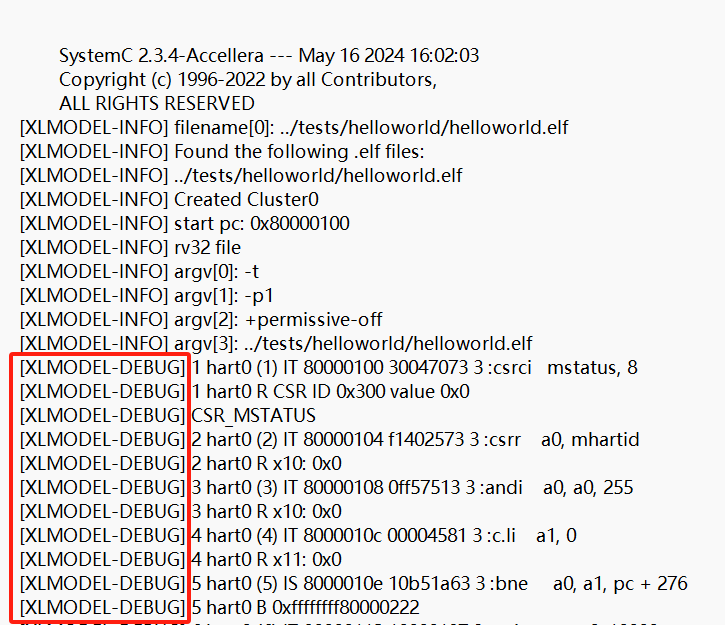 SystemC 2.3.4-Accellera --- May 16 2024 16:02:03
Copyright (c) 1996-2022 by all Contributors,
ALL RIGHTS RESERVED
[XLMODEL-INFO] filename[0]: ../tests/helloworld/helloworld.elf
[XLMODEL-INFO] Found the following .elf files:
[XLMODEL-INFO] ../tests/helloworld/helloworld.elf
[XLMODEL-INFO] Created Cluster0
[XLMODEL-INFO] start pc: 0x80000100
[XLMODEL-INFO] rv32 file
[XLMODEL-INFO] argv[0]: -t
[XLMODEL-INFO] argv[1]: -p1
[XLMODEL-INFO] argv[2]: +permissive-off
[XLMODEL-INFO] argv[3]: ../tests/helloworld/helloworld.elf
[XLMODEL-DEBUG] 1 hart0 (1) IT 80000100 30047073 3 :csrci mstatus, 8
[XLMODEL-DEBUG] 1 hart0 R CSR ID 0x300 value 0x0
[XLMODEL-DEBUG] CSR_MSTATUS
[XLMODEL-DEBUG] 2 hart0 (2) IT 80000104 f1402573 3 :csrr a0, mhartid
[XLMODEL-DEBUG] 2 hart0 R x10: 0x0
[XLMODEL-DEBUG] 3 hart0 (3) IT 80000108 0ff57513 3 :andi a0, a0, 255
[XLMODEL-DEBUG] 3 hart0 R x10: 0x0
[XLMODEL-DEBUG] 4 hart0 (4) IT 8000010c 00004581 3 :c.li a1, 0
[XLMODEL-DEBUG] 4 hart0 R x11: 0x0
[XLMODEL-DEBUG] 5 hart0 (5) IS 8000010e 10b51a63 3 :bne a0, a1, pc + 276
[XLMODEL-DEBUG] 5 hart0 B 0xffffffff80000222